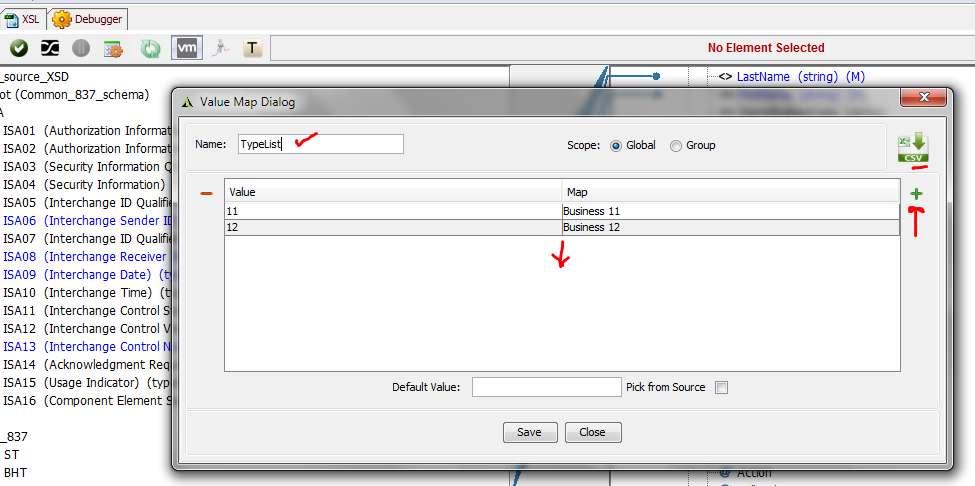 XSL Debugger
vm T No Element Selected
_source_XSD
ot (Common_837_schema)
A
ISA01 (Authorization Informat
ISA02 (Authorization Informat
ISA03 (Security Information Q
ISA04 (Security Information)
ISA05 (Interchange ID Qualifie
ISA06 (Interchange Sender ID
ISA07 (Interchange ID Qualifie
ISA08 (Interchange Receiver
ISA09 (Interchange Date) (ty
ISA10 (Interchange Time) (t
ISA11 (Interchange Control S
ISA12 (Interchange Control V
ISA13 (Interchange Control N
ISA14 (Acknowledgment Req
ISA15 (Usage Indicator) (typ
ISA16 (Component Element S
_837
ST
BHT
<> LastName (string) (M)
Value Map Dialog
Name: TypeList Scope: Global Group
CSV
Value Map
11 Business 11
12 Business 12
Default Value: Pick from Source
Save Close
@ Action